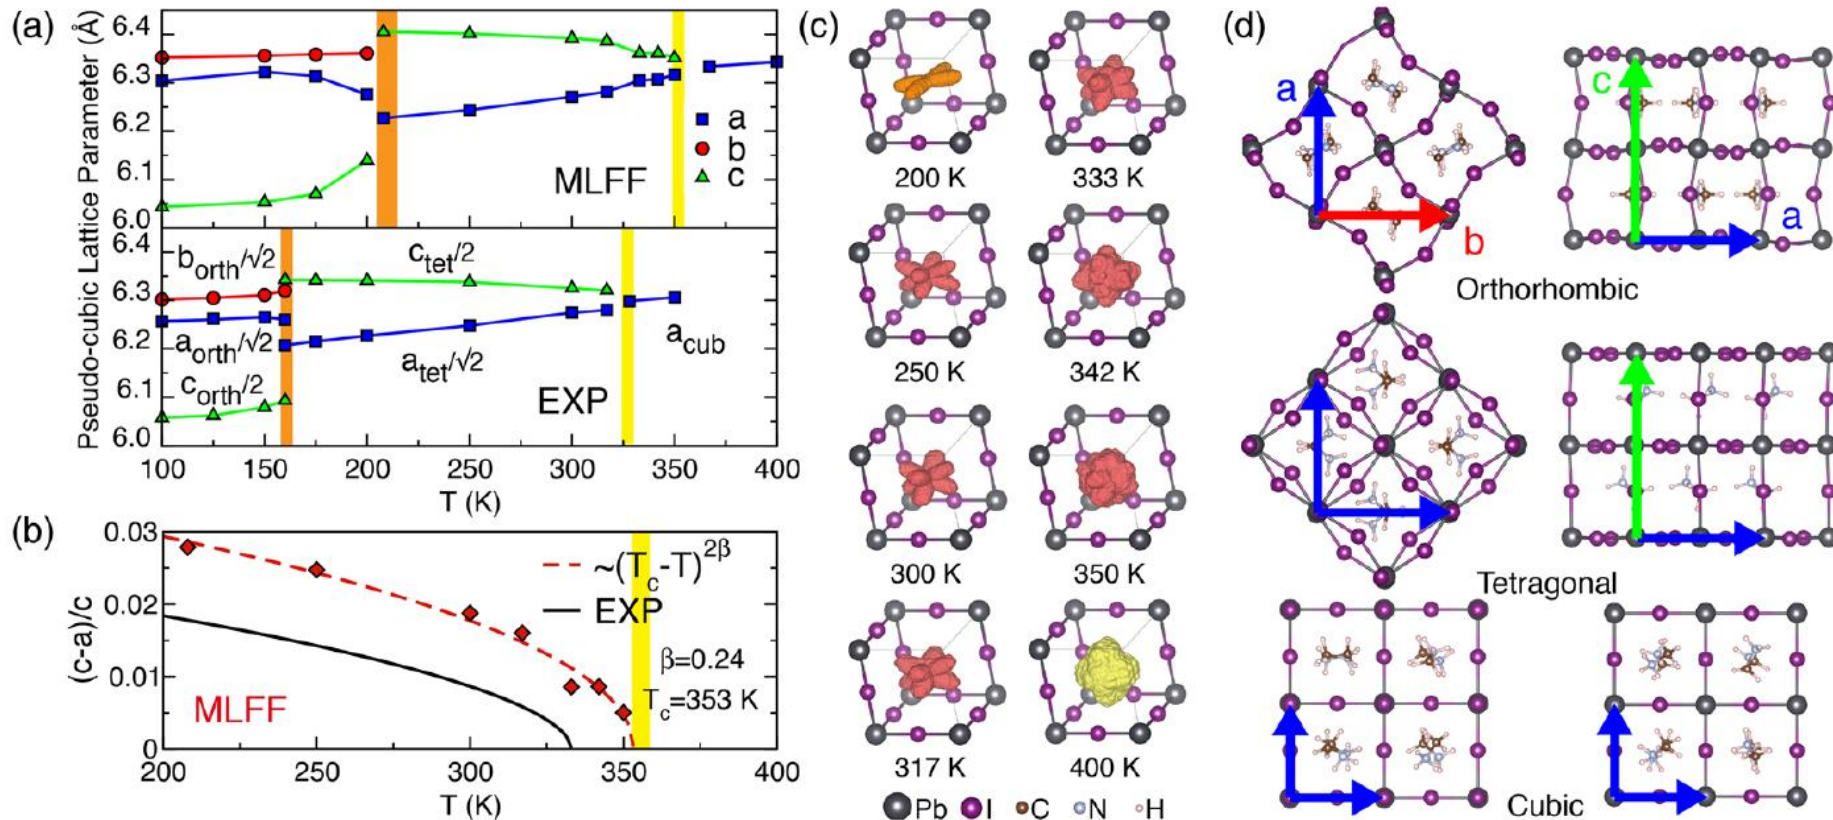 (a)
Pseudo-cubic Lattice Parameter (Å)
6.4
6.3
6.2
6.1
6.0
a
b
c
MLFF
6.4
6.3
6.2
6.1
6.0
b_orth/√2
c_tet/2
a_orth/√2
a_tet/√2
a_cub
c_orth/2
EXP
100 150 200 250 300 350 400
T (K)
(b)
(c-a)/c
0.03
0.02
0.01
0
~(T_c-T)^2β
EXP
β=0.24
T_c=353 K
MLFF
200 250 300 350 400
T (K)
(c)
200 K 333 K
250 K 342 K
300 K 350 K
317 K 400 K
Pb I C N H
(d)
a
b
c
a
Orthorhombic
Tetragonal
Cubic